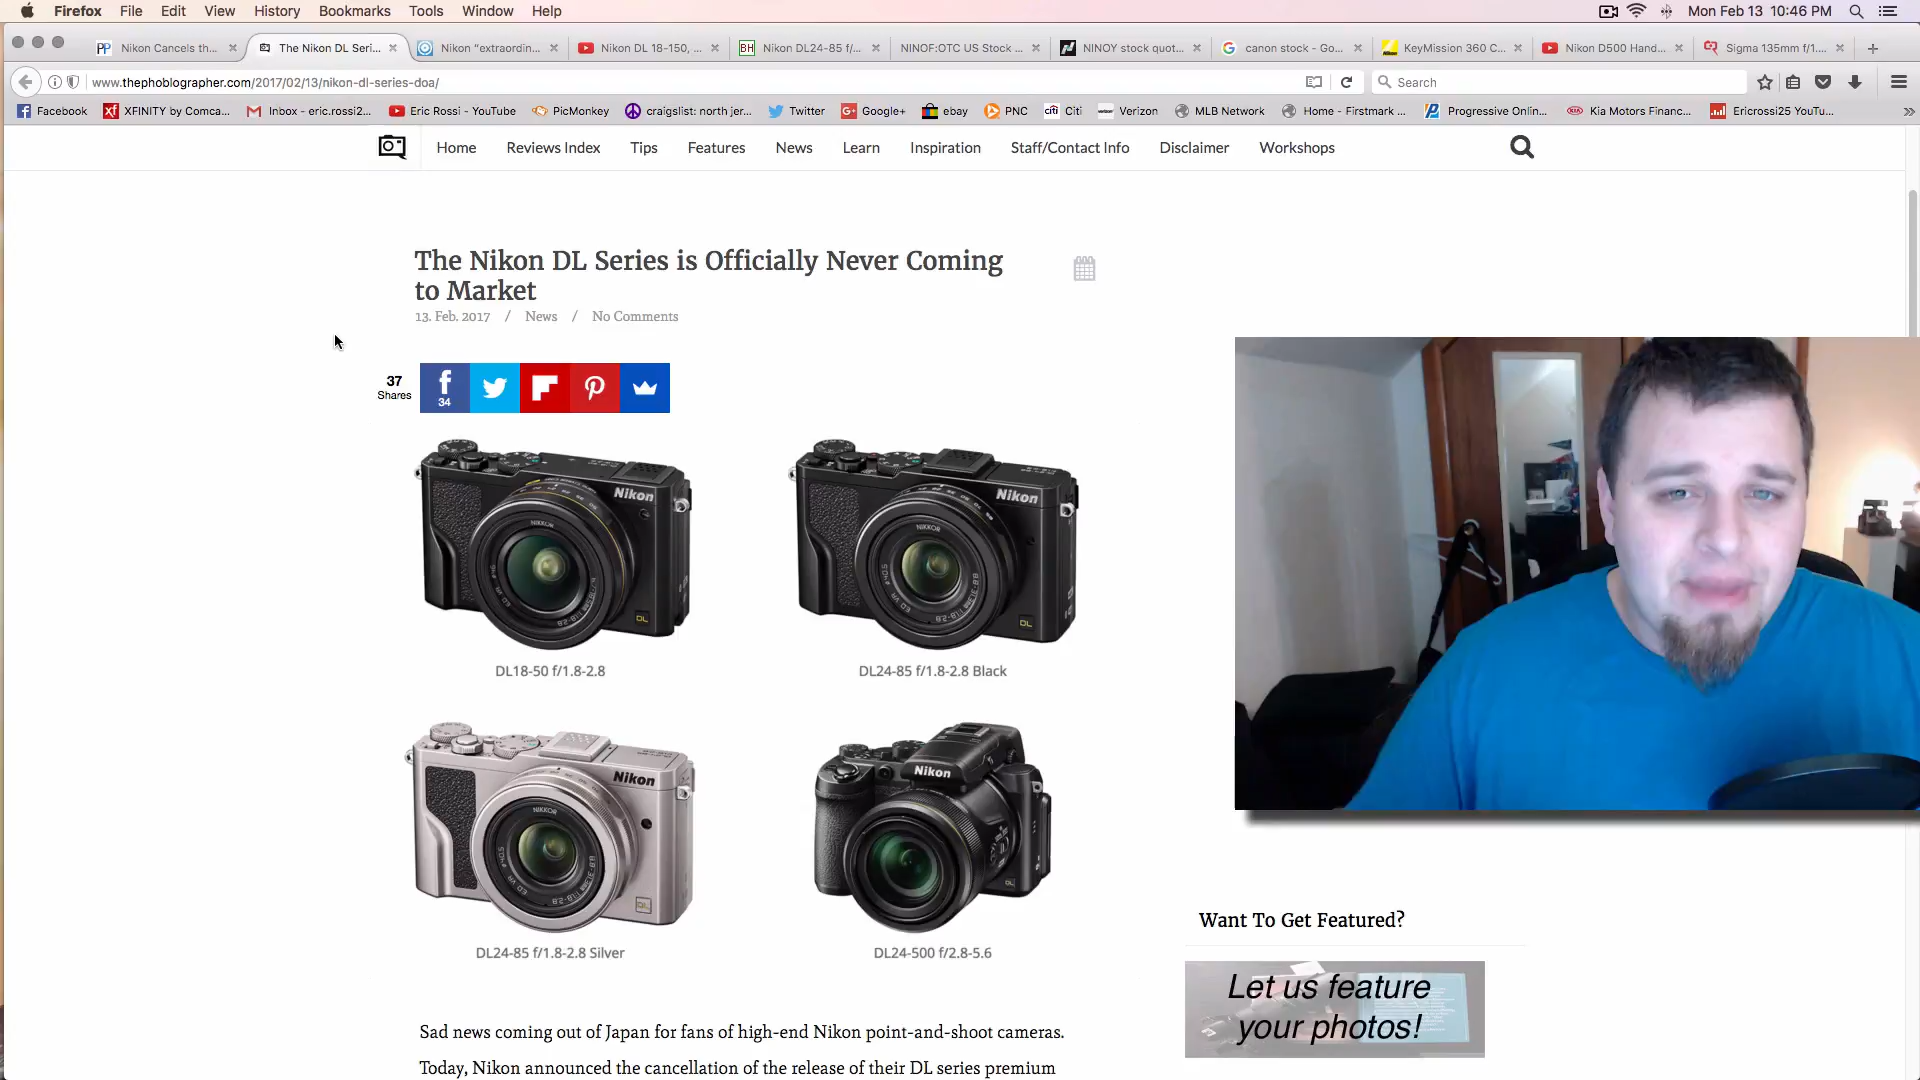 Firefox File Edit View History Bookmarks Tools Window Help Mon Feb 13 10:46 PM
Nikon Cancels th... The Nikon DL Seri... Nikon "extraordin... Nikon DL 18-150, ... Nikon DL24-85 f/... NINOF:OTC US Stock ... NINOY stock quot... canon stock - Go... KeyMission 360 C... Nikon D500 Hand... Sigma 135mm f/1....
www.thephoblographer.com/2017/02/13/nikon-dl-series-doa/ Search
Facebook XFINITY by Comca... Inbox - eric.rossi2... Eric Rossi - YouTube PicMonkey craigslist: north jer... Twitter Google+ ebay PNC Citi Verizon MLB Network Home - Firstmark ... Progressive Onlin... Kia Motors Financ... Ericrossi25 YouTu...
Home Reviews Index Tips Features News Learn Inspiration Staff/Contact Info Disclaimer Workshops
The Nikon DL Series is Officially Never Coming
to Market
13. Feb. 2017 / News / No Comments
37
Shares
34
Nikon
NIKKOR
DL
Nikon
NIKKOR
DL
DL18-50 f/1.8-2.8
DL24-85 f/1.8-2.8 Black
Nikon
NIKKOR
DL
Nikon
DL
DL24-85 f/1.8-2.8 Silver
DL24-500 f/2.8-5.6
Want To Get Featured?
Let us feature
your photos!
Sad news coming out of Japan for fans of high-end Nikon point-and-shoot cameras.
Today, Nikon announced the cancellation of the release of their DL series premium